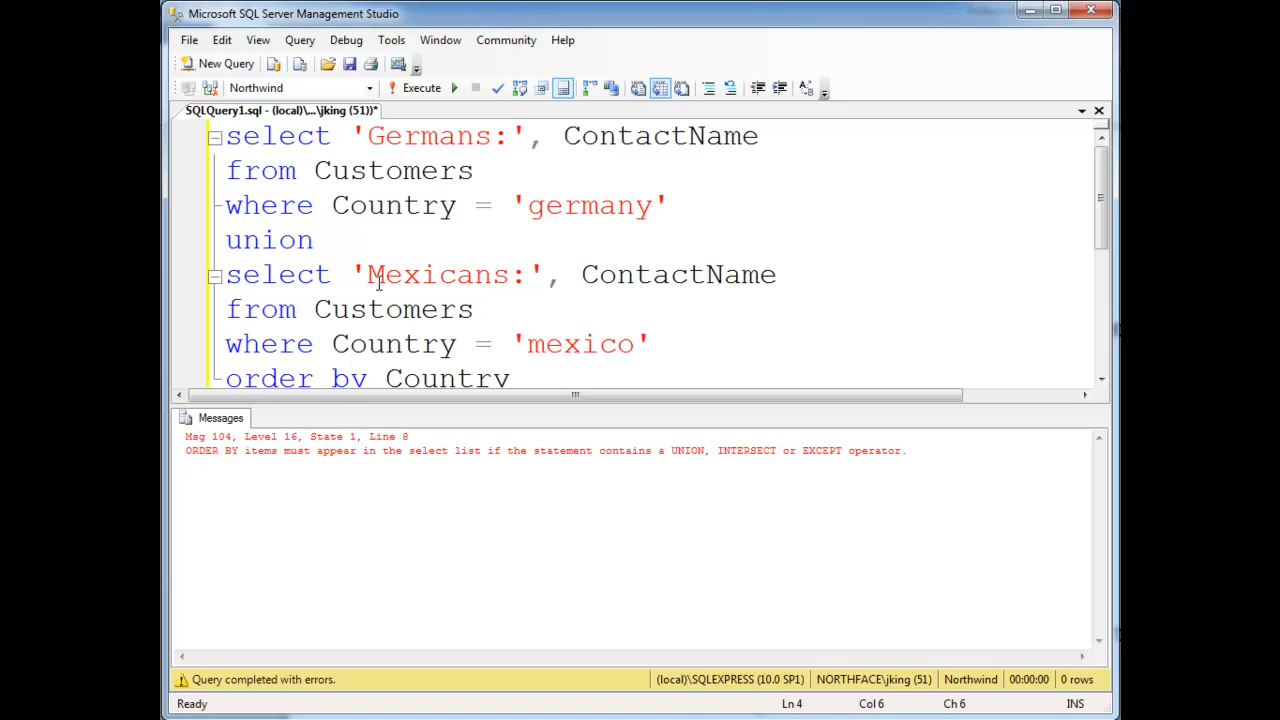 Microsoft SQL Server Management Studio
File Edit View Query Debug Tools Window Community Help
New Query
Northwind Execute
SQLQuery1.sql - (local)\...\jking (51))*
select 'Germans:', ContactName
from Customers
where Country = 'germany'
union
select 'Mexicans:', ContactName
from Customers
where Country = 'mexico'
order by Country
Messages
Msg 104, Level 16, State 1, Line 8
ORDER BY items must appear in the select list if the statement contains a UNION, INTERSECT or EXCEPT operator.
Query completed with errors. (local)\SQLEXPRESS (10.0 SP1) NORTHFACE\jking (51) Northwind 00:00:00 0 rows
Ready Ln 4 Col 6 Ch 6 INS